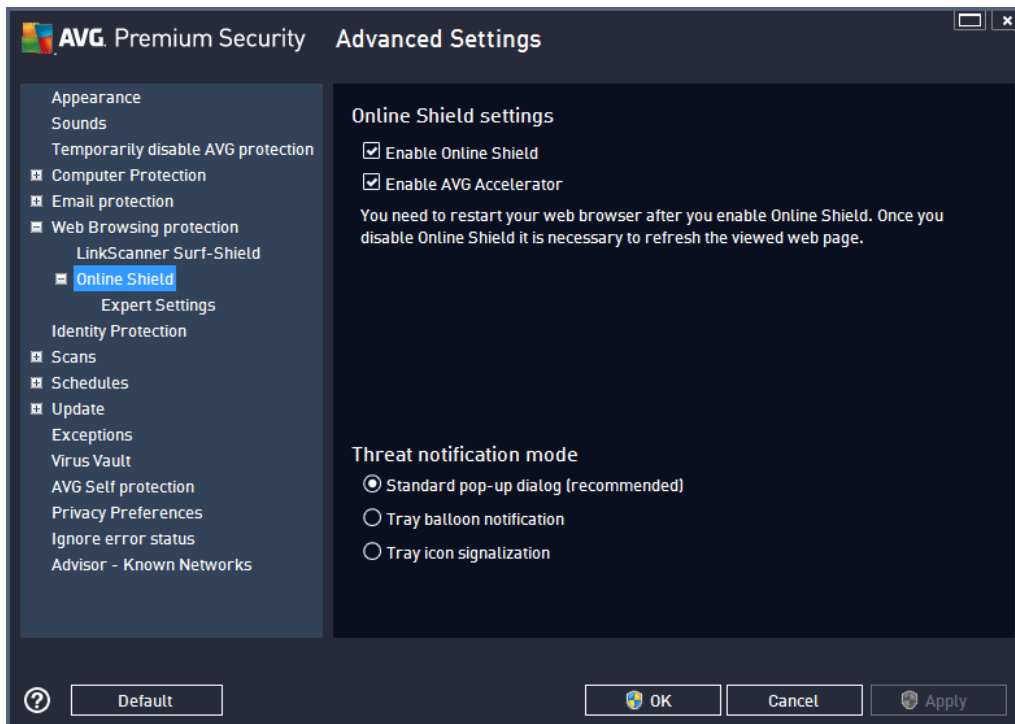 AVG. Premium Security
Advanced Settings
Appearance
Sounds
Temporarily disable AVG protection
Computer Protection
Email protection
Web Browsing protection
LinkScanner Surf-Shield
Online Shield
Expert Settings
Identity Protection
Scans
Schedules
Update
Exceptions
Virus Vault
AVG Self protection
Privacy Preferences
Ignore error status
Advisor - Known Networks
Online Shield settings
Enable Online Shield
Enable AVG Accelerator
You need to restart your web browser after you enable Online Shield. Once you
disable Online Shield it is necessary to refresh the viewed web page.
Threat notification mode
Standard pop-up dialog (recommended)
Tray balloon notification
Tray icon signalization
Default
OK
Cancel
Apply